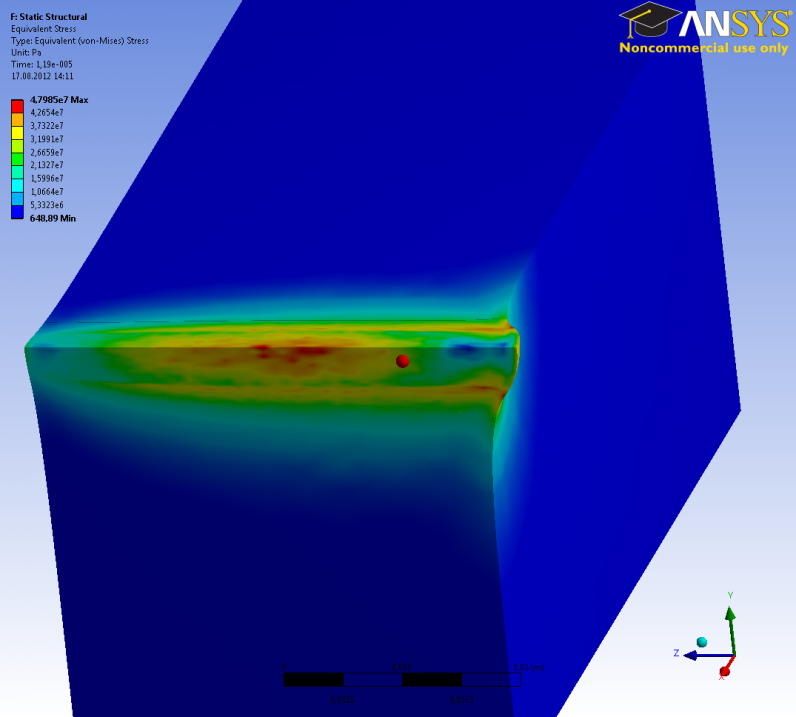 F: Static Structural
Equivalent Stress
Type: Equivalent (von-Mises) Stress
Unit: Pa
Time: 1,19e-005
17.08.2012 14:11
4,7985e7 Max
4,2654e7
3,7322e7
3,1991e7
2,6659e7
2,1327e7
1,5996e7
1,0664e7
5,3323e6
648,89 Min
ANSYS®
Noncommercial use only
Y
Z
X
0